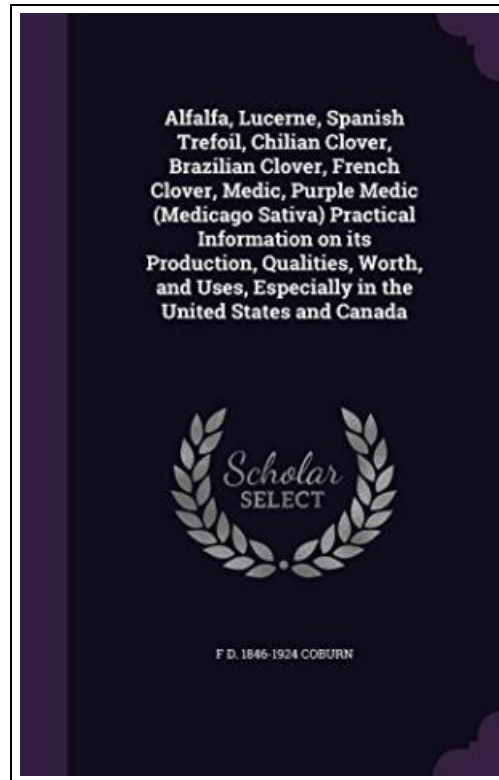 Alfalfa, Lucerne, Spanish
Trefoil, Chilian Clover,
Brazilian Clover, French
Clover, Medic, Purple Medic
(Medicago Sativa) Practical
Information on its
Production, Qualities, Worth,
and Uses, Especially in the
United States and Canada
Scholar
SELECT
F D. 1846-1924 COBURN